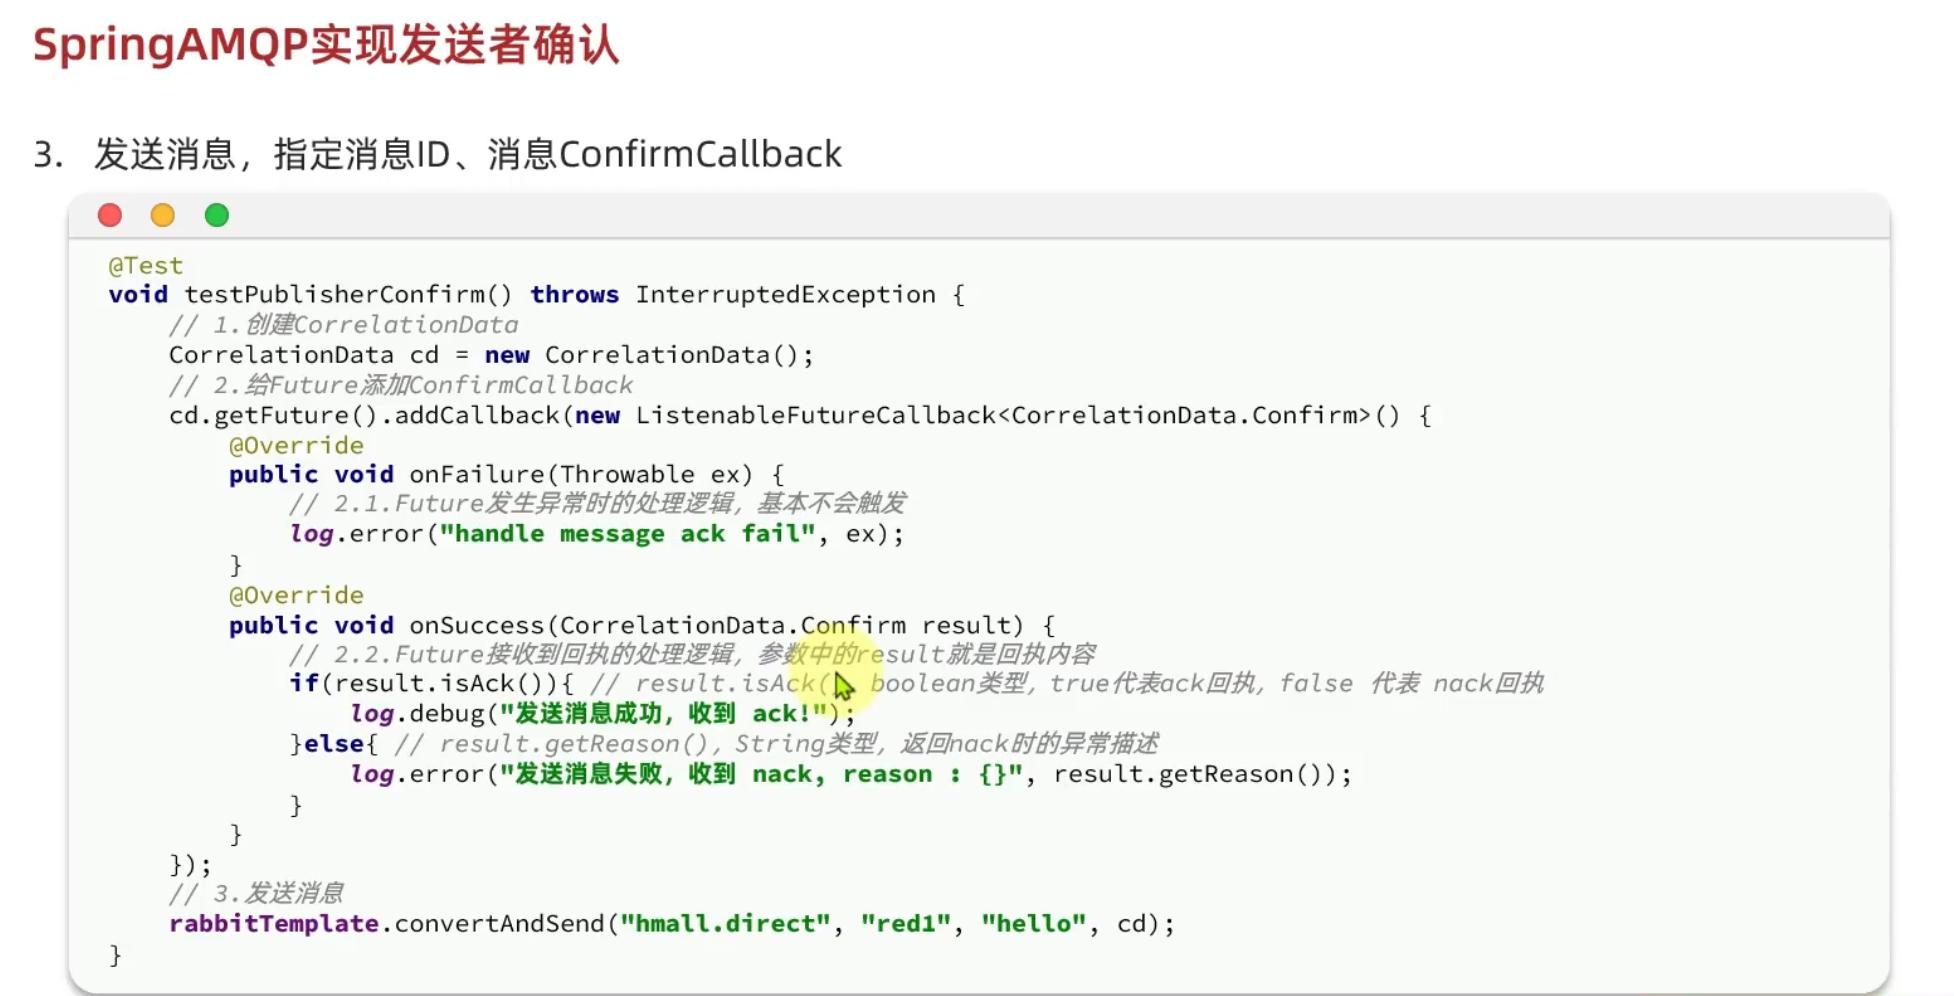 SpringAMQP实现发送者确认
3. 发送消息，指定消息ID、消息ConfirmCallback
@Test
void testPublisherConfirm() throws InterruptedException {
// 1.创建CorrelationData
CorrelationData cd = new CorrelationData();
// 2.给Future添加ConfirmCallback
cd.getFuture().addCallback(new ListenableFutureCallback<CorrelationData.Confirm>() {
@Override
public void onFailure(Throwable ex) {
// 2.1.Future发生异常时的处理逻辑，基本不会触发
log.error("handle message ack fail", ex);
}
@Override
public void onSuccess(CorrelationData.Confirm result) {
// 2.2.Future接收到回执的处理逻辑，参数中的result就是回执内容
if(result.isAck()){ // result.isAck() boolean类型，true代表ack回执，false 代表 nack回执
log.debug("发送消息成功，收到 ack!");
}else{ // result.getReason()，String类型，返回nack时的异常描述
log.error("发送消息失败，收到 nack, reason : {}", result.getReason());
}
}
});
// 3.发送消息
rabbitTemplate.convertAndSend("hmall.direct", "red1", "hello", cd);
}